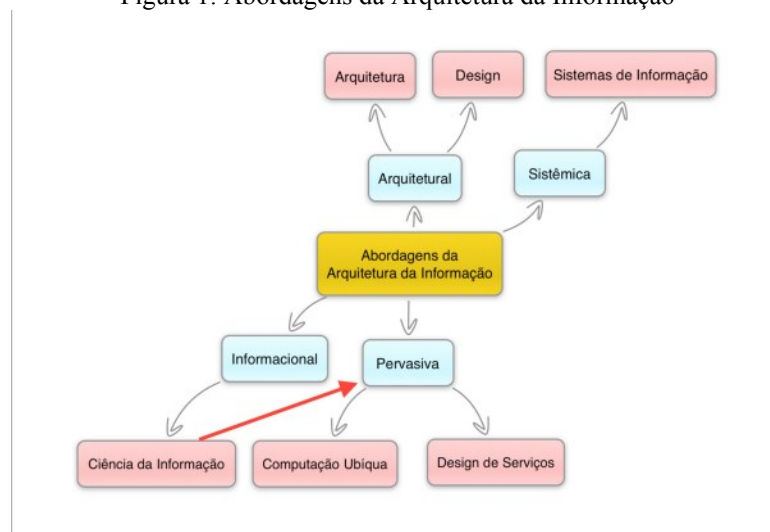 Figura 1: Abordagens da Arquitetura da Informação
Arquitetura
Design
Sistemas de Informação
Arquitetural
Sistêmica
Abordagens da
Arquitetura da Informação
Informacional
Pervasiva
Ciência da Informação
Computação Ubíqua
Design de Serviços